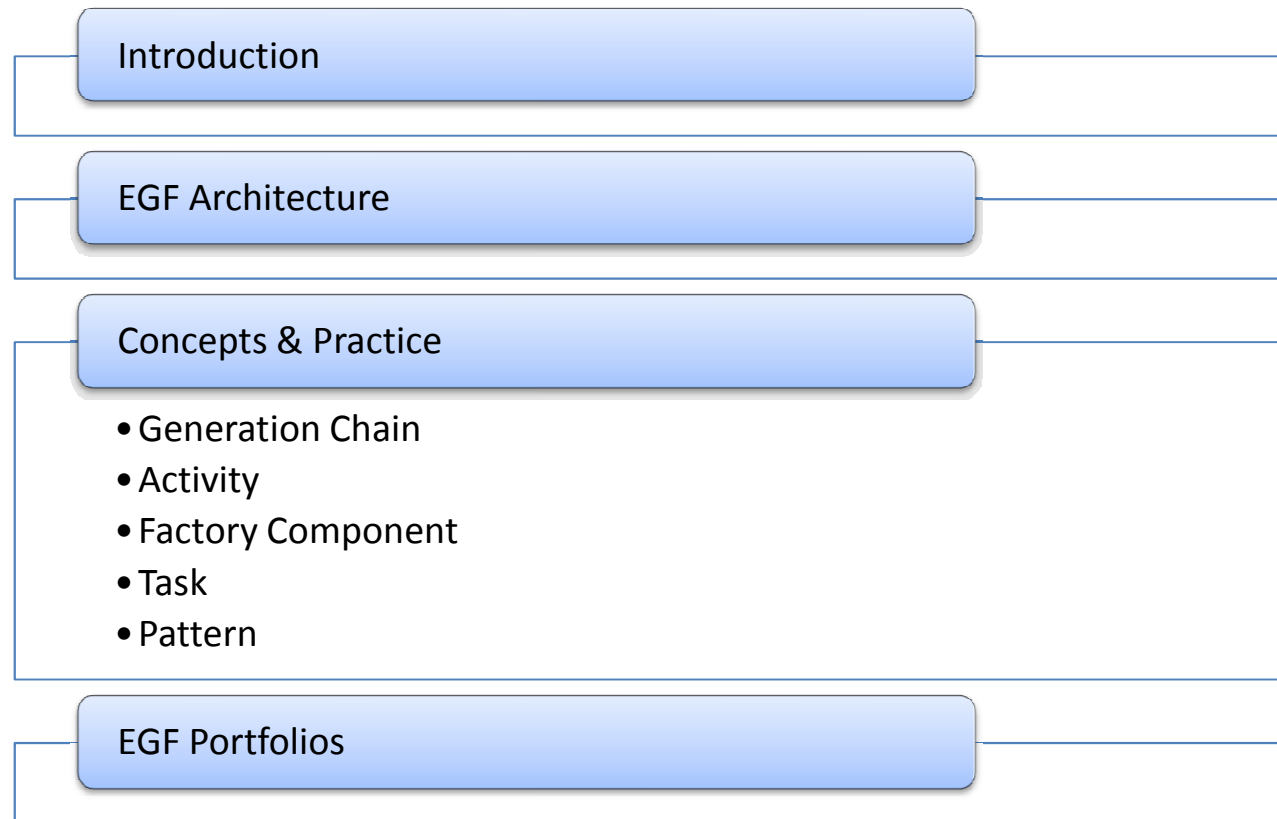 Introduction
EGF Architecture
Concepts & Practice
•Generation Chain
•Activity
•Factory Component
•Task
•Pattern
EGF Portfolios